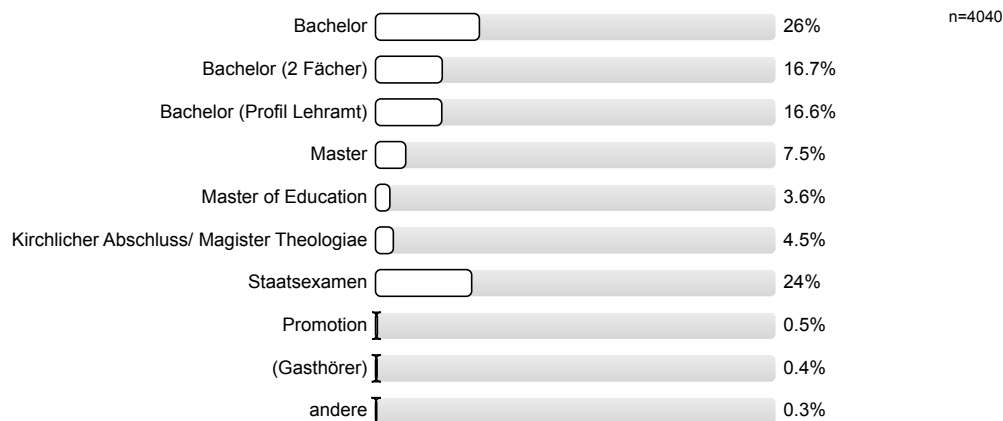 n=4040
Bachelor 26%
Bachelor (2 Fächer) 16.7%
Bachelor (Profil Lehramt) 16.6%
Master 7.5%
Master of Education 3.6%
Kirchlicher Abschluss/ Magister Theologiae 4.5%
Staatsexamen 24%
Promotion 0.5%
(Gasthörer) 0.4%
andere 0.3%